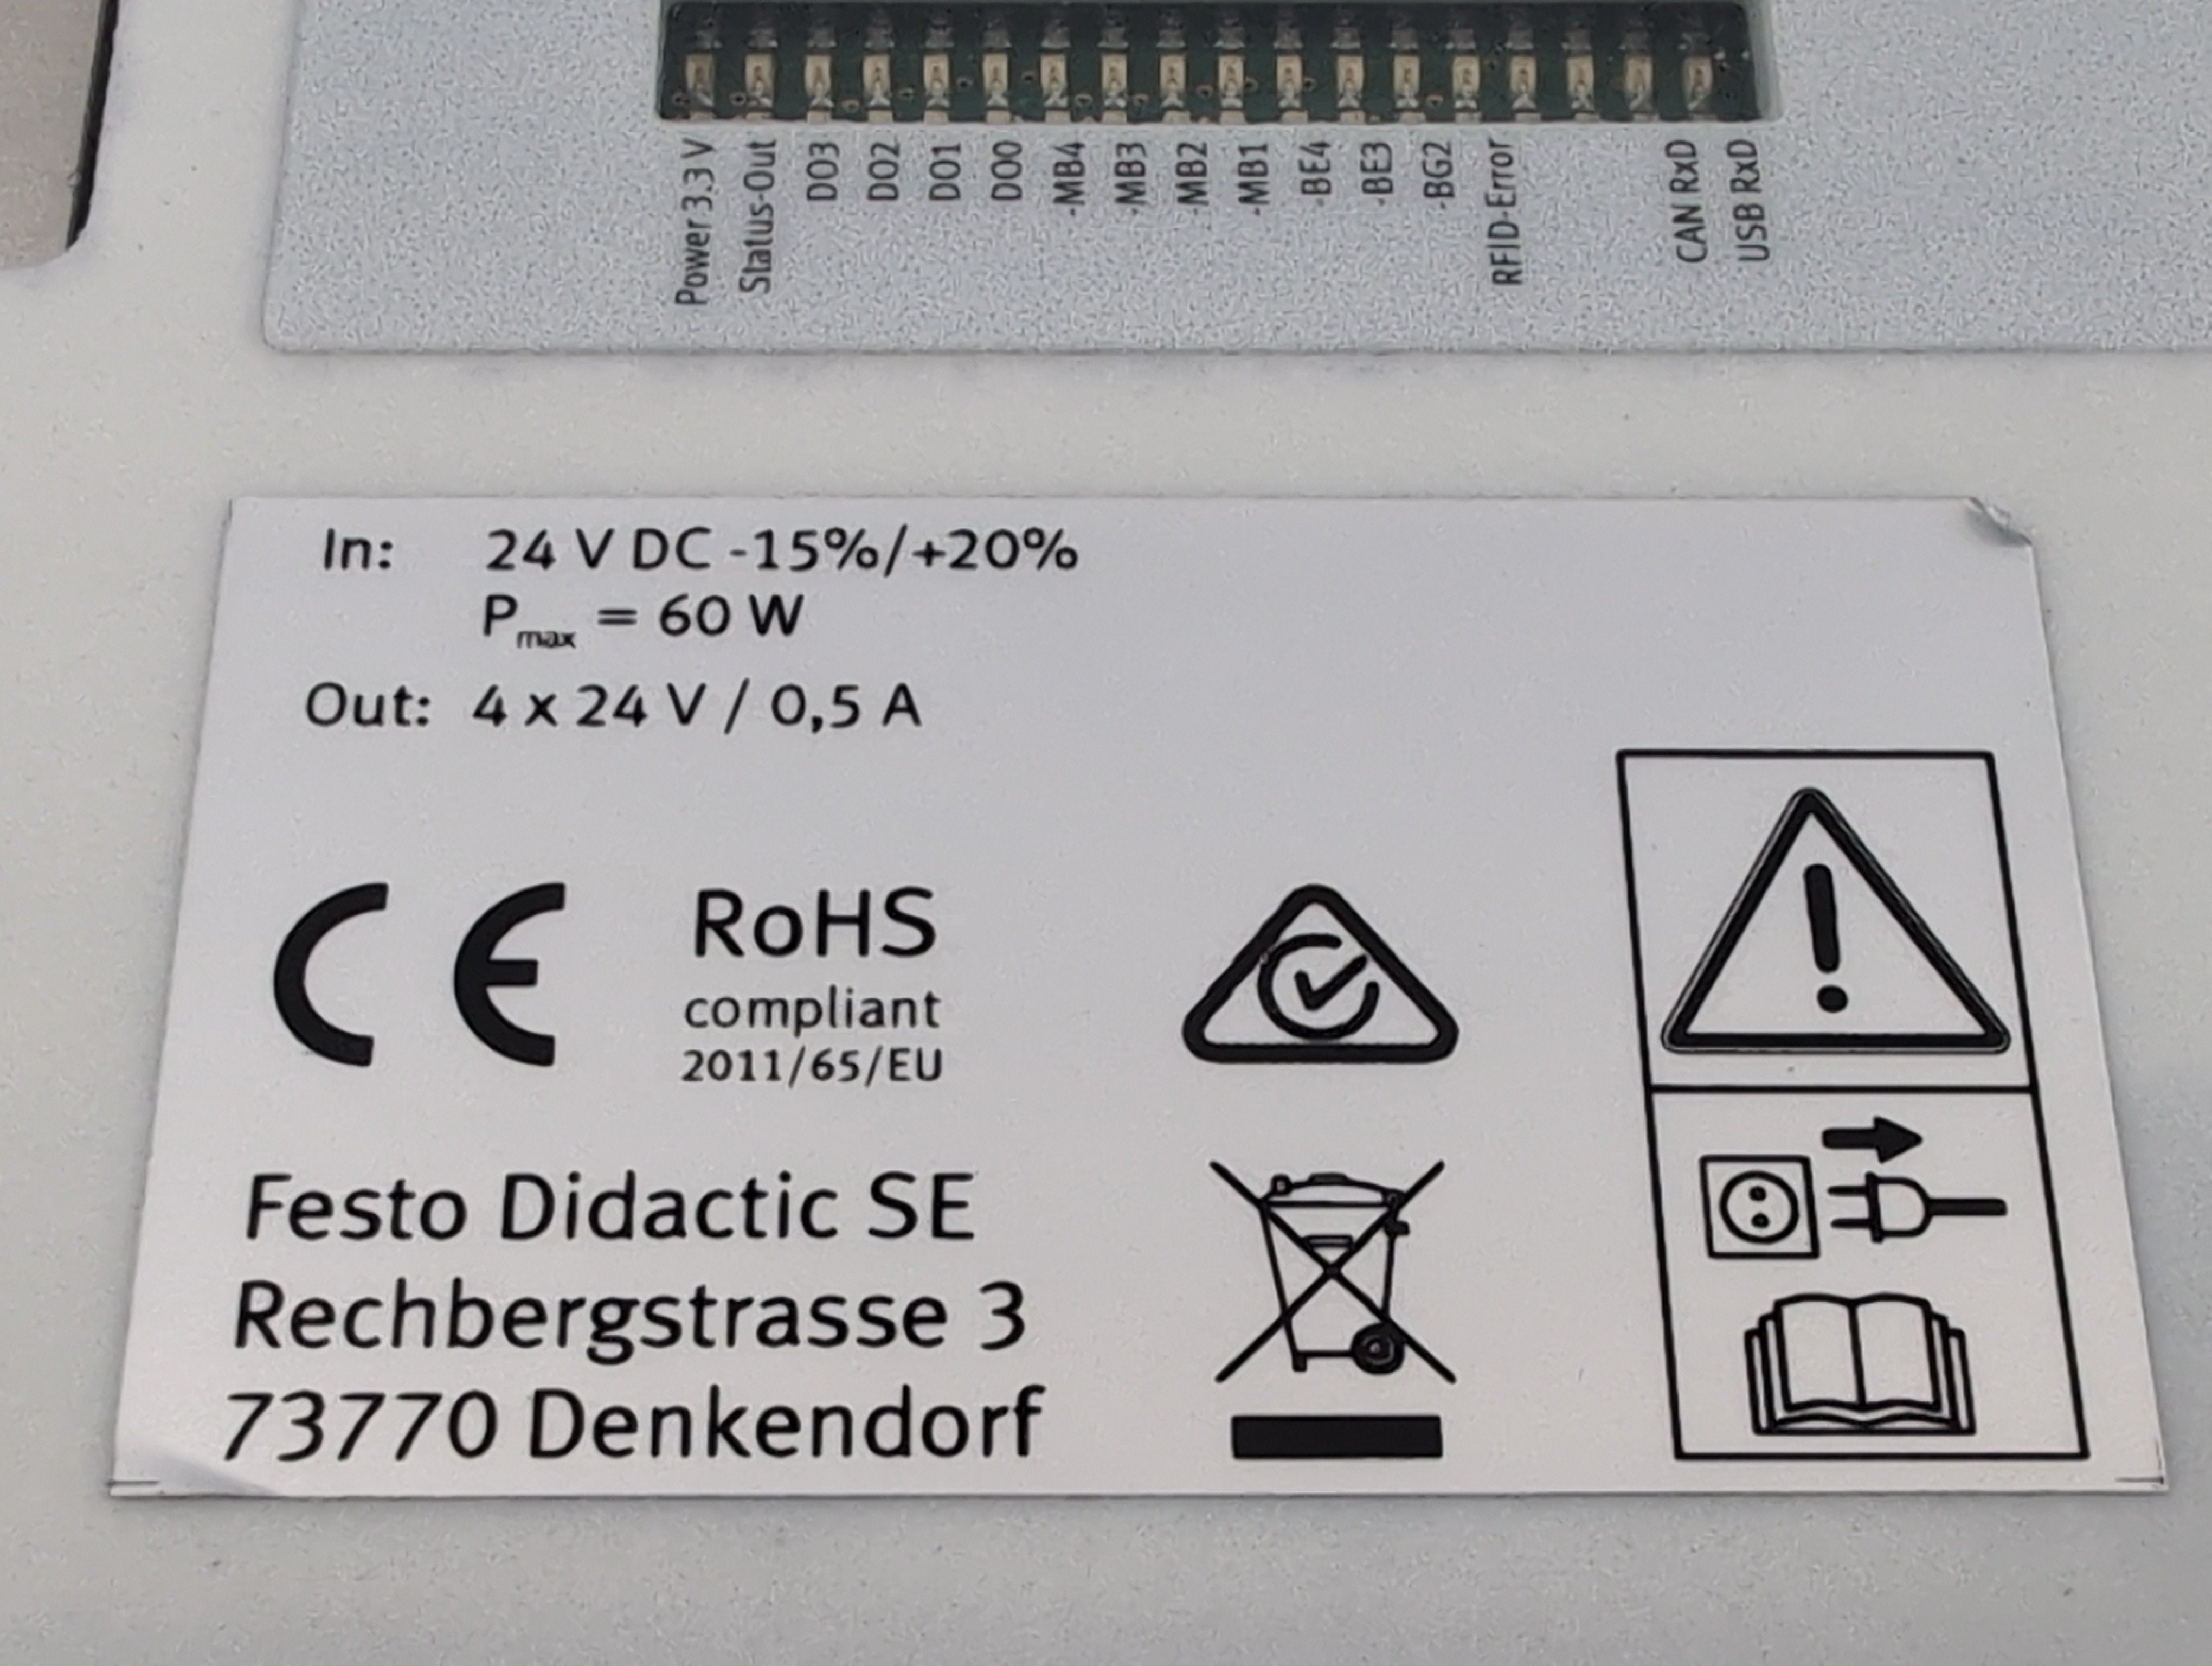 Power 3.3 V
Status-Out
DO3
DO2
DO1
DO0
-MB4
-MB3
-MB2
-MB1
-BE4
-BE3
-BG2
RFID-Error
CAN RxD
USB RxD
In: 24 V DC -15%/+20%
Pmax = 60 W
Out: 4 x 24 V / 0,5 A
CE
RoHS
compliant
2011/65/EU
Festo Didactic SE
Rechbergstrasse 3
73770 Denkendorf